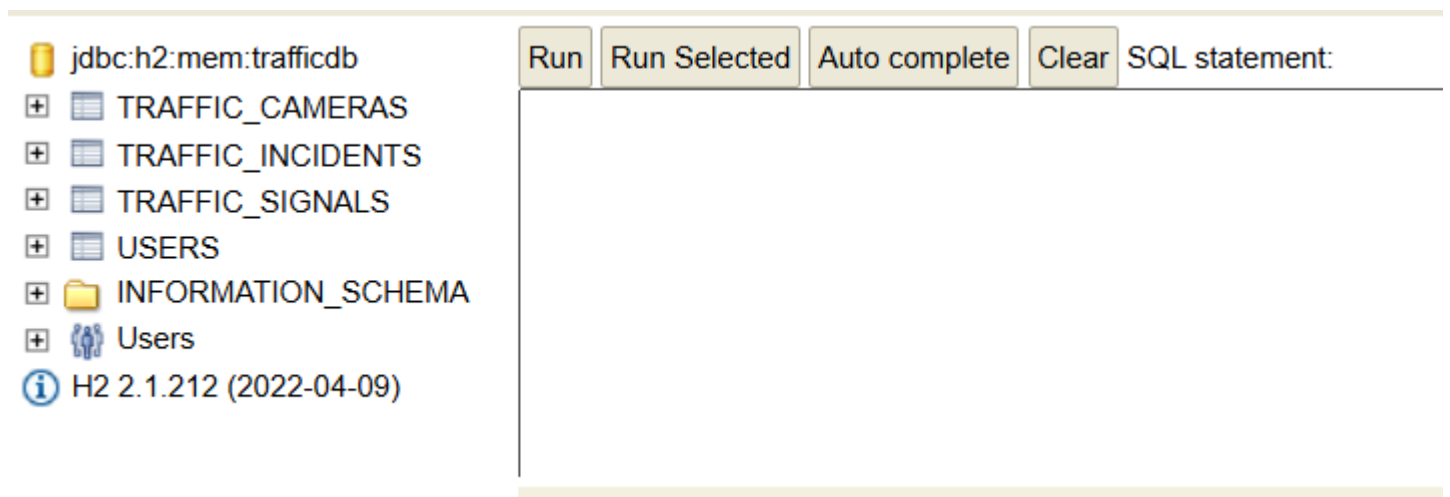 jdbc:h2:mem:trafficdb
TRAFFIC_CAMERAS
TRAFFIC_INCIDENTS
TRAFFIC_SIGNALS
USERS
INFORMATION_SCHEMA
Users
H2 2.1.212 (2022-04-09)
Run Run Selected Auto complete Clear SQL statement: